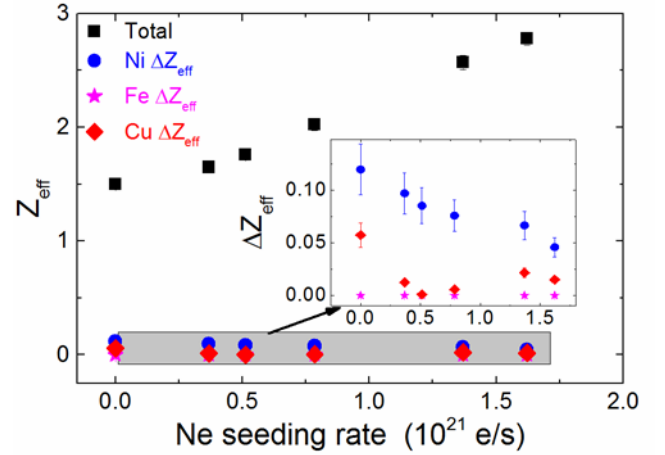 3
Total
Ni ΔZeff
Fe ΔZeff
Cu ΔZeff
2
Zeff
1
0
ΔZeff
0.10
0.05
0.00
0.0 0.5 1.0 1.5
0.0 0.5 1.0 1.5 2.0
Ne seeding rate (10²¹ e/s)